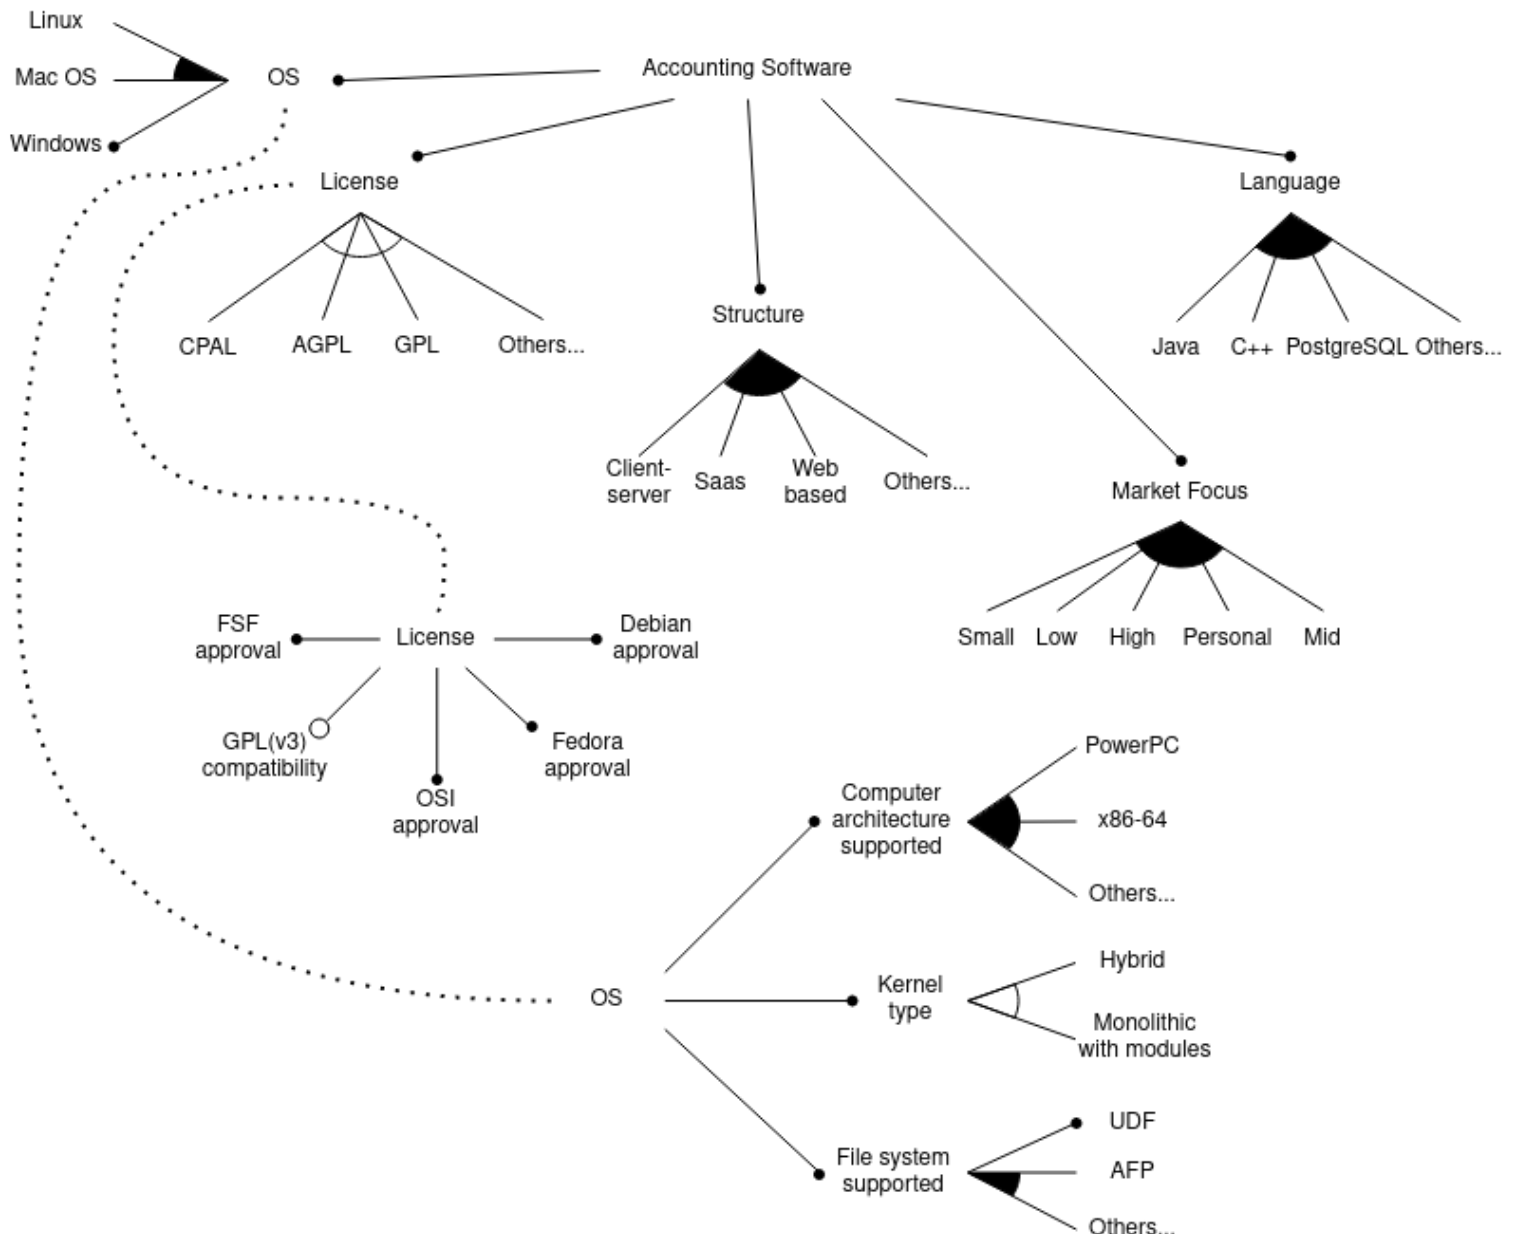 Linux
Mac OS
OS
Accounting Software
Windows
License
Language
CPAL
AGPL
GPL
Others...
Structure
Java
C++
PostgreSQL
Others...
Client-
server
Saas
Web
based
Others...
Market Focus
Small
Low
High
Personal
Mid
FSF
approval
License
Debian
approval
GPL(v3)
compatibility
Fedora
approval
OSI
approval
Computer
architecture
supported
PowerPC
x86-64
Others...
OS
Kernel
type
Hybrid
Monolithic
with modules
File system
supported
UDF
AFP
Others...